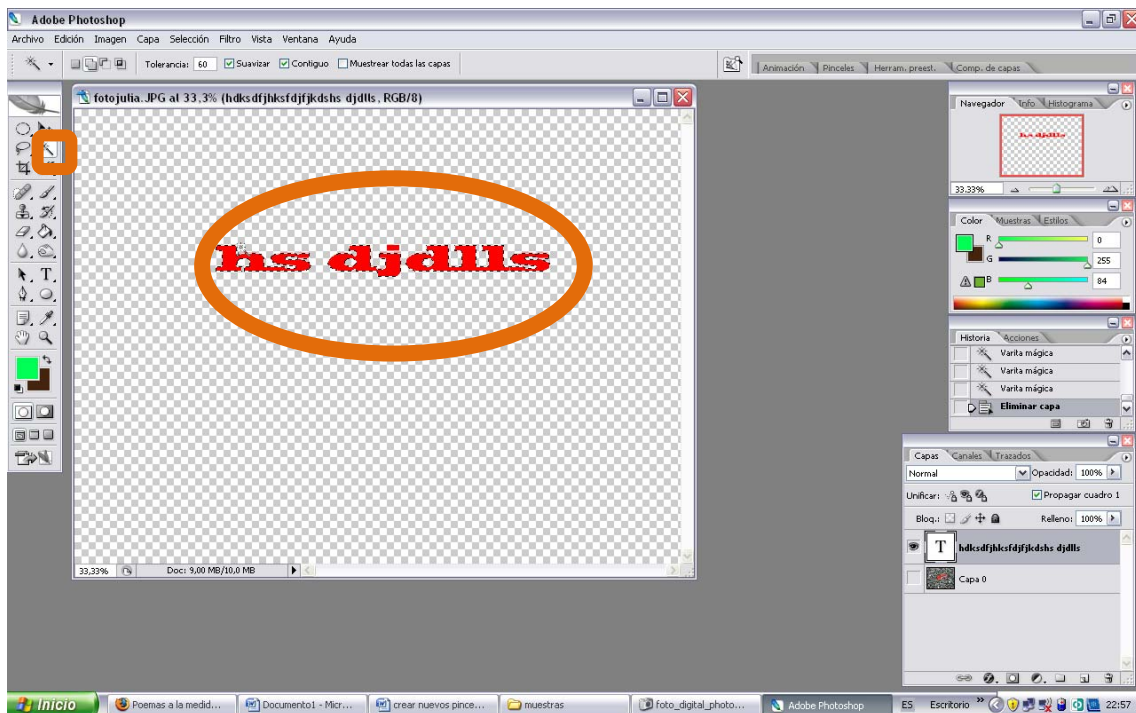 Adobe Photoshop
Archivo Edición Imagen Capa Selección Filtro Vista Ventana Ayuda
Tolerancia: 60 Suavizar Contiguo Muestrear todas las capas
Animación Pinceles Herram. preest. Comp. de capas
fotojulia.JPG al 33,3% (hdksdfjhksfdjfjkdshs djdlls, RGB/8)
hs djdlls
33,33% Doc: 9,00 MB/10,0 MB
Navegador Info Histograma
hs djdlls
33.33%
Color Muestras Estilos
R 0
G 255
B 84
Historia Acciones
Varita mágica
Varita mágica
Varita mágica
Eliminar capa
Capas Canales Trazados
Normal Opacidad: 100%
Unificar: Propagar cuadro 1
Bloq.: Relleno: 100%
T hdksdfjhksfdjfjkdshs djdlls
Capa 0
Inicio Poemas a la medid... Documento1 - Micr... crear nuevos pince... muestras foto_digital_photo... Adobe Photoshop ES Escritorio » 22:57